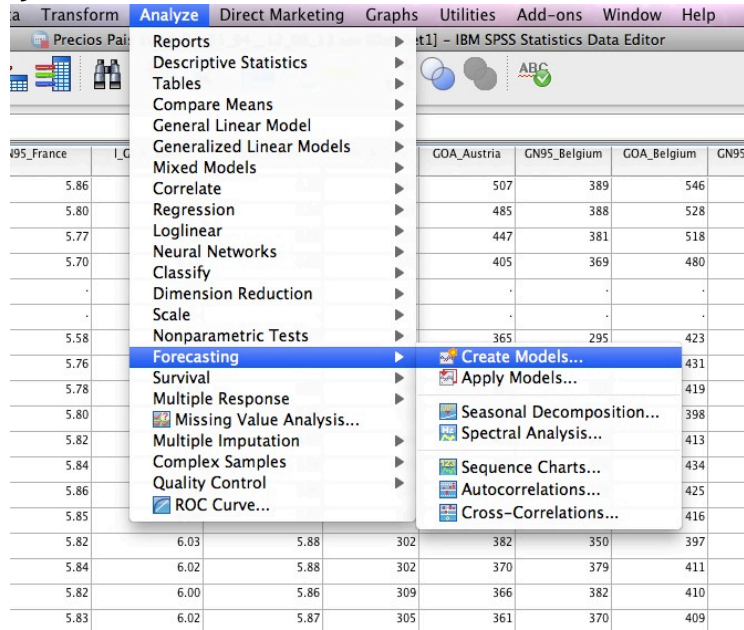 a Transform Analyze Direct Marketing Graphs Utilities Add-ons Window Help
Precios Pai et1] - IBM SPSS Statistics Data Editor
Reports
Descriptive Statistics
Tables
Compare Means
General Linear Model
Generalized Linear Models
Mixed Models
Correlate
Regression
Loglinear
Neural Networks
Classify
Dimension Reduction
Scale
Nonparametric Tests
Forecasting
Survival
Multiple Response
Missing Value Analysis...
Multiple Imputation
Complex Samples
Quality Control
ROC Curve...
Create Models...
Apply Models...
Seasonal Decomposition...
Spectral Analysis...
Sequence Charts...
Autocorrelations...
Cross-Correlations...
ABC
N95_France I_G GOA_Austria GN95_Belgium GOA_Belgium GN95
5.86 507 389 546
5.80 485 388 528
5.77 447 381 518
5.70 405 369 480
. . . .
. . . .
5.58 365 295 423
5.76 431
5.78 419
5.80 398
5.82 413
5.84 434
5.86 425
5.85 416
5.82 6.03 5.88 302 382 350 397
5.84 6.02 5.88 302 370 379 411
5.82 6.00 5.86 309 366 382 410
5.83 6.02 5.87 305 361 370 409